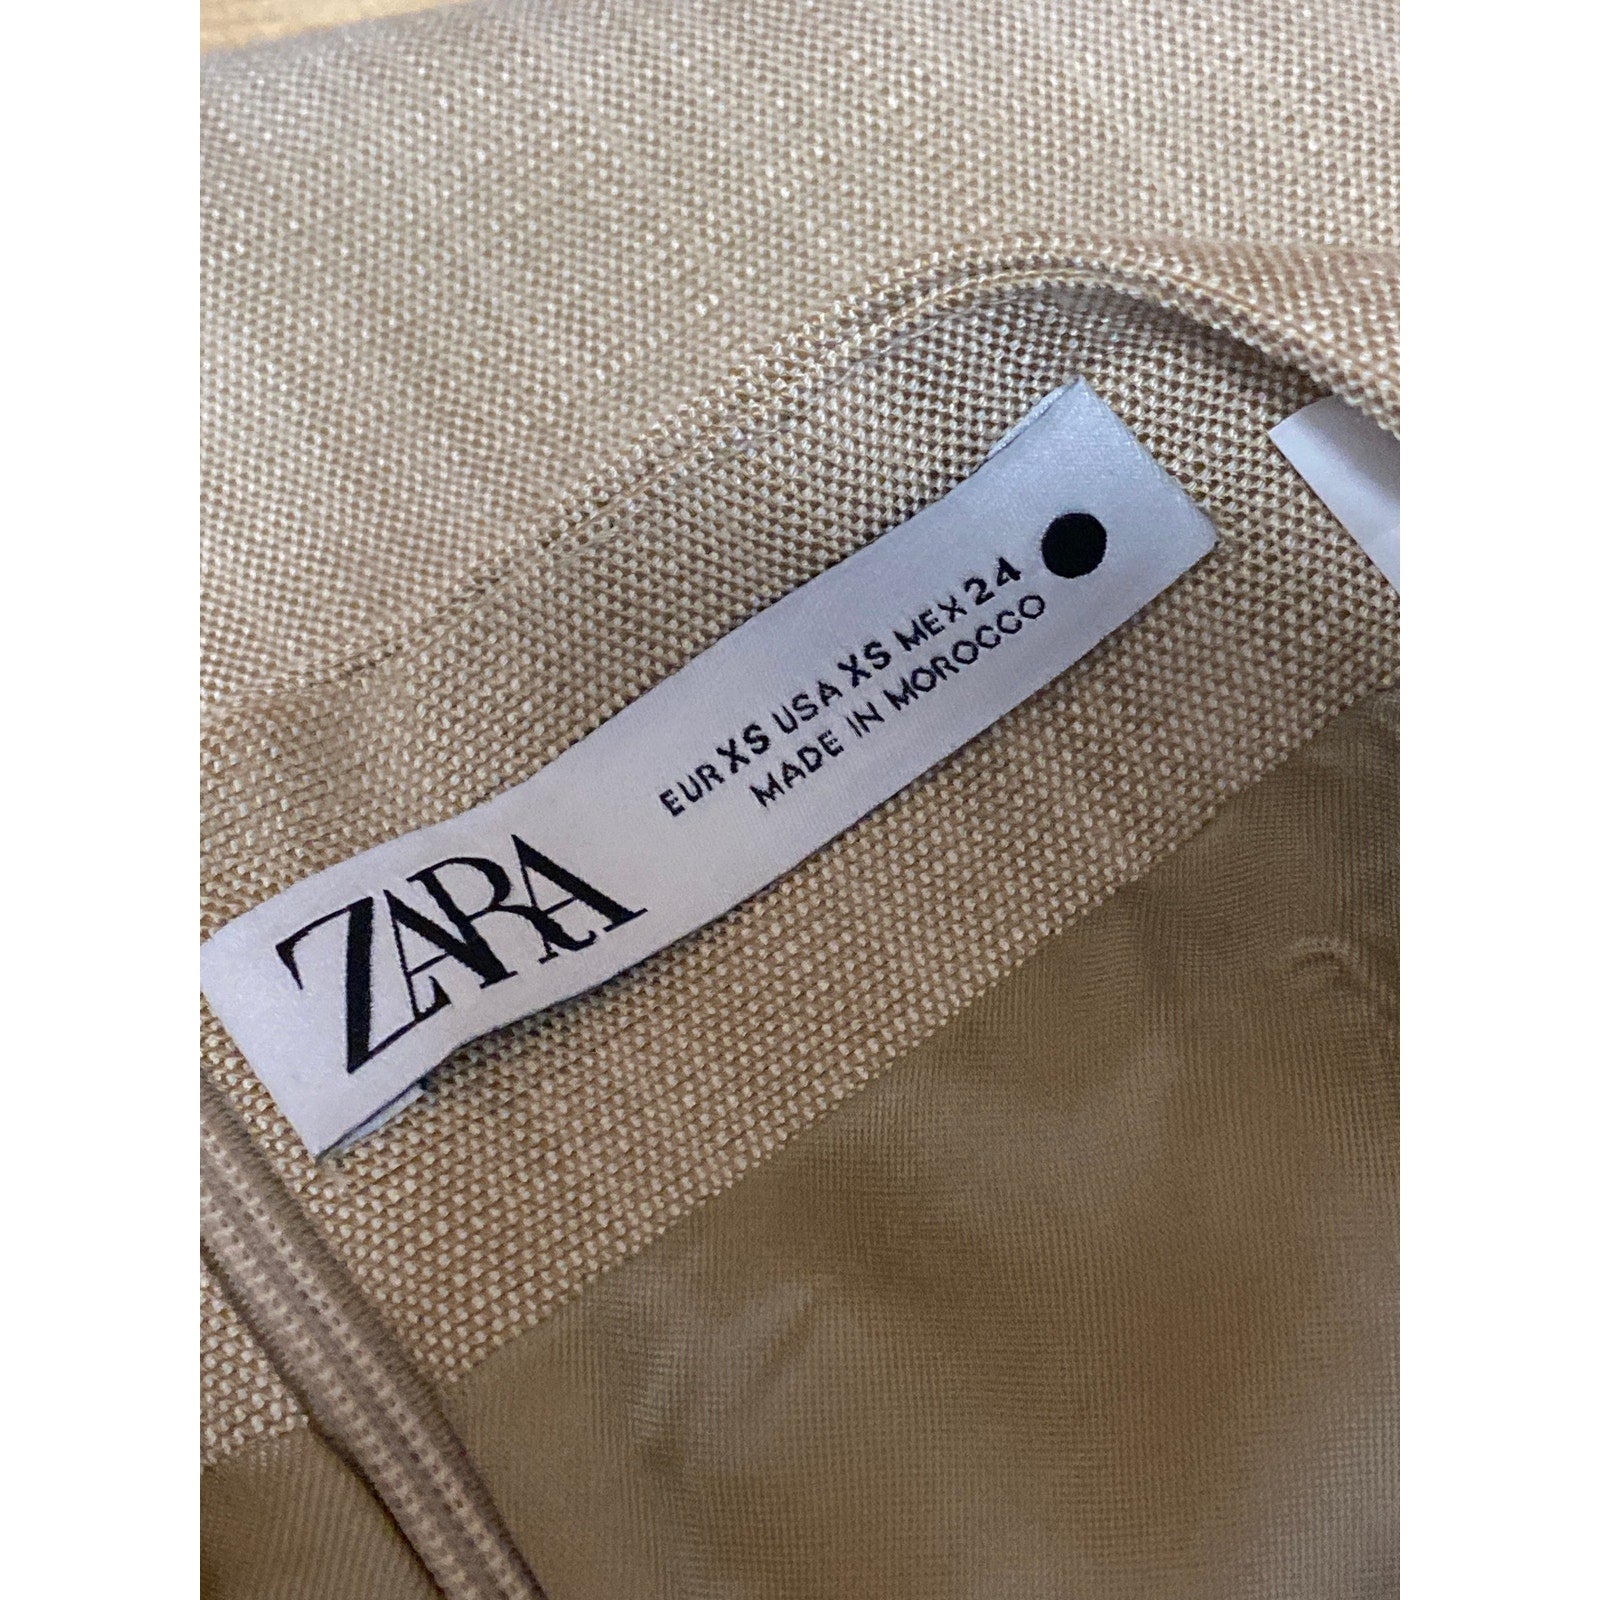 ZARA
EUR XS USA XS MEX 24
MADE IN MOROCCO